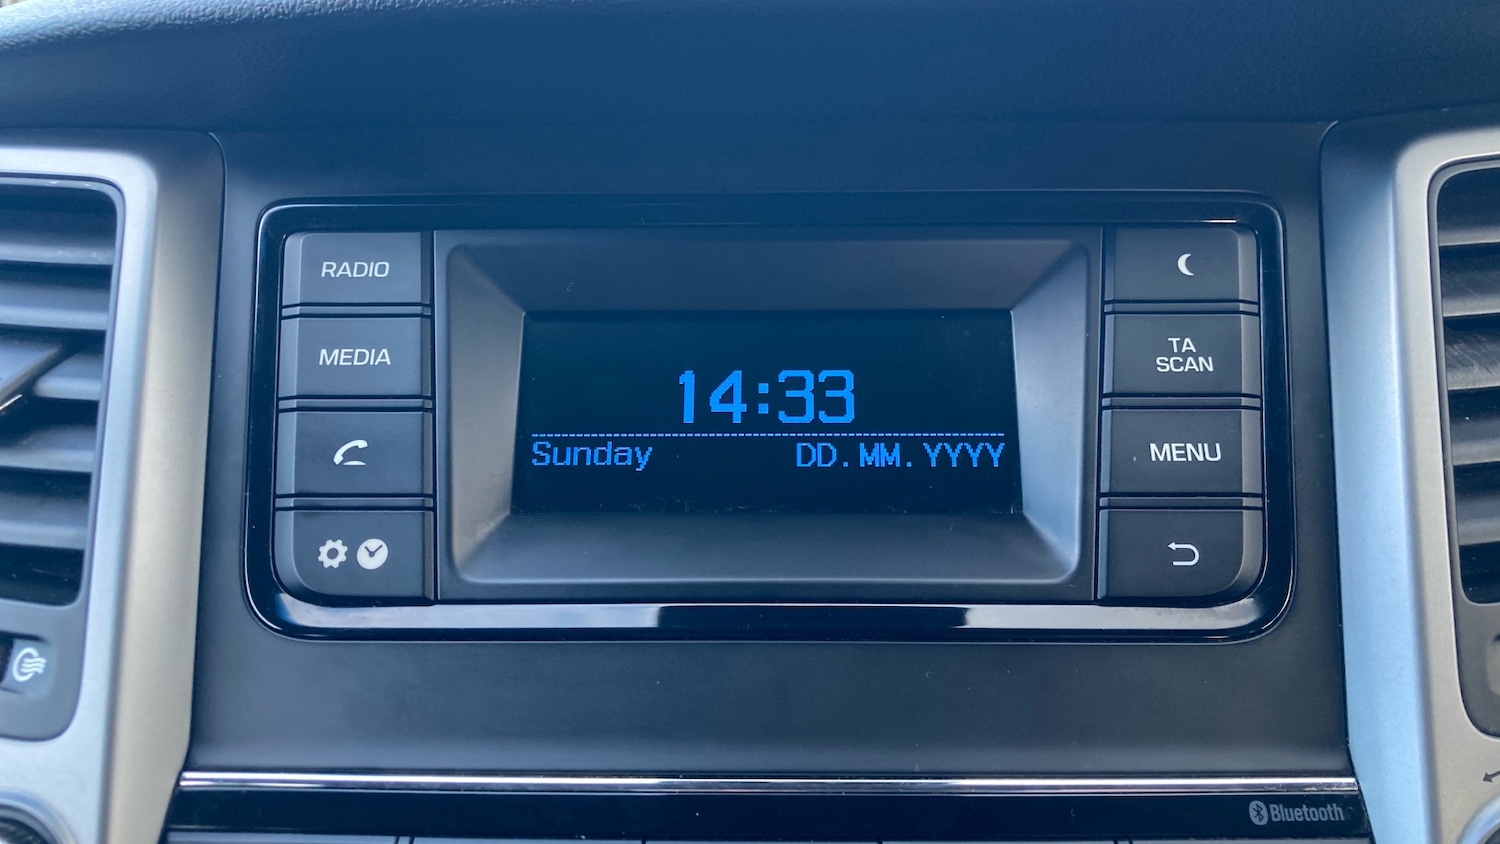 RADIO
MEDIA
14:33
Sunday DD.MM.YYYY
TA
SCAN
MENU
Bluetooth